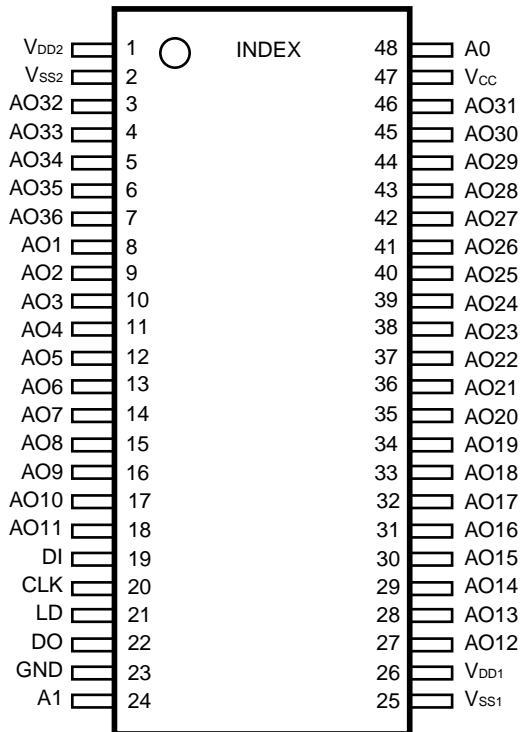 VDD2 1 INDEX 48 A0
VSS2 2 47 VCC
AO32 3 46 AO31
AO33 4 45 AO30
AO34 5 44 AO29
AO35 6 43 AO28
AO36 7 42 AO27
AO1 8 41 AO26
AO2 9 40 AO25
AO3 10 39 AO24
AO4 11 38 AO23
AO5 12 37 AO22
AO6 13 36 AO21
AO7 14 35 AO20
AO8 15 34 AO19
AO9 16 33 AO18
AO10 17 32 AO17
AO11 18 31 AO16
DI 19 30 AO15
CLK 20 29 AO14
LD 21 28 AO13
DO 22 27 AO12
GND 23 26 VDD1
A1 24 25 VSS1